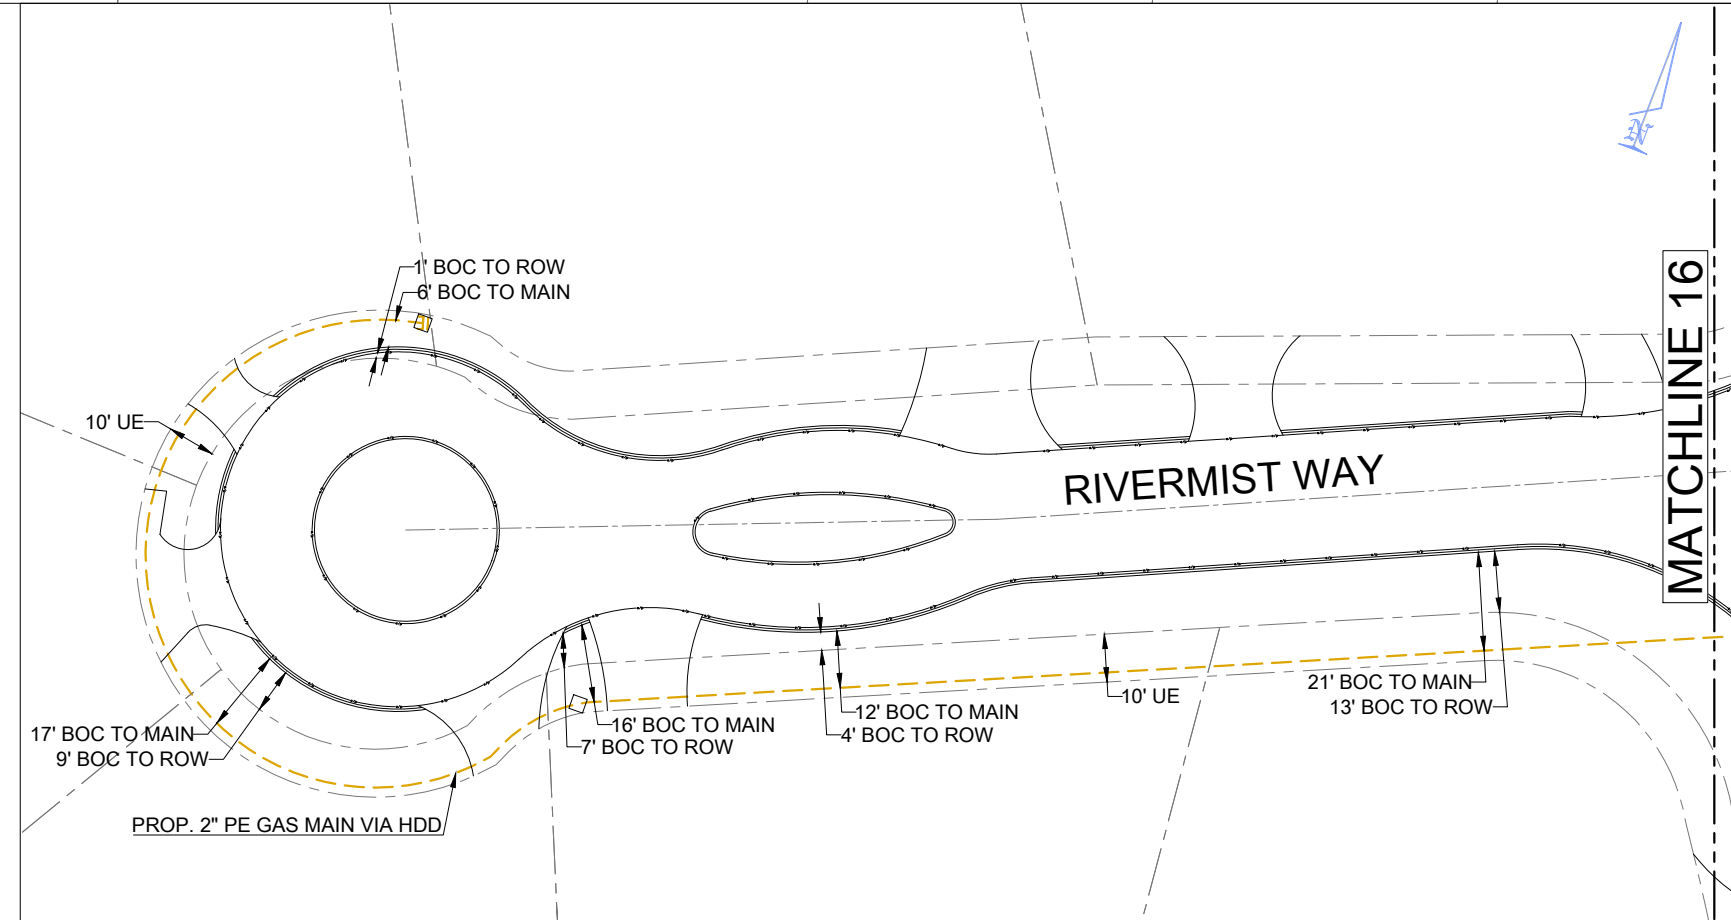 1' BOC TO ROW
6' BOC TO MAIN
10' UE
RIVERMIST WAY
MATCHLINE 16
17' BOC TO MAIN
9' BOC TO ROW
16' BOC TO MAIN
7' BOC TO ROW
12' BOC TO MAIN
4' BOC TO ROW
10' UE
21' BOC TO MAIN
13' BOC TO ROW
PROP. 2" PE GAS MAIN VIA HDD